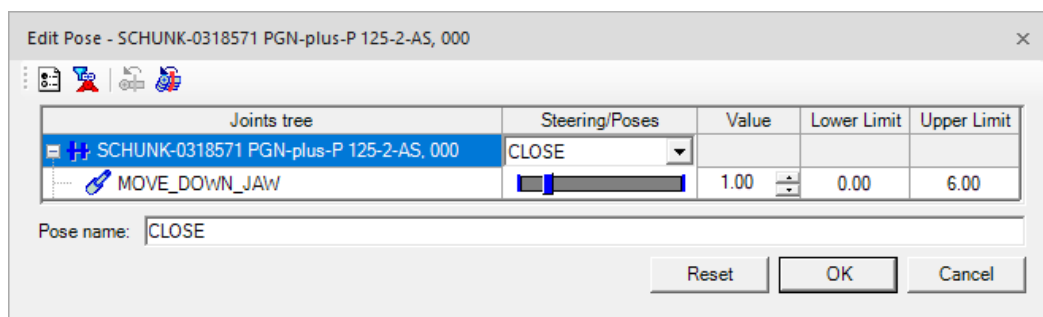 Edit Pose - SCHUNK-0318571 PGN-plus-P 125-2-AS, 000
Joints tree Steering/Poses Value Lower Limit Upper Limit
SCHUNK-0318571 PGN-plus-P 125-2-AS, 000 CLOSE
MOVE_DOWN_JAW 1.00 0.00 6.00
Pose name: CLOSE
Reset OK Cancel